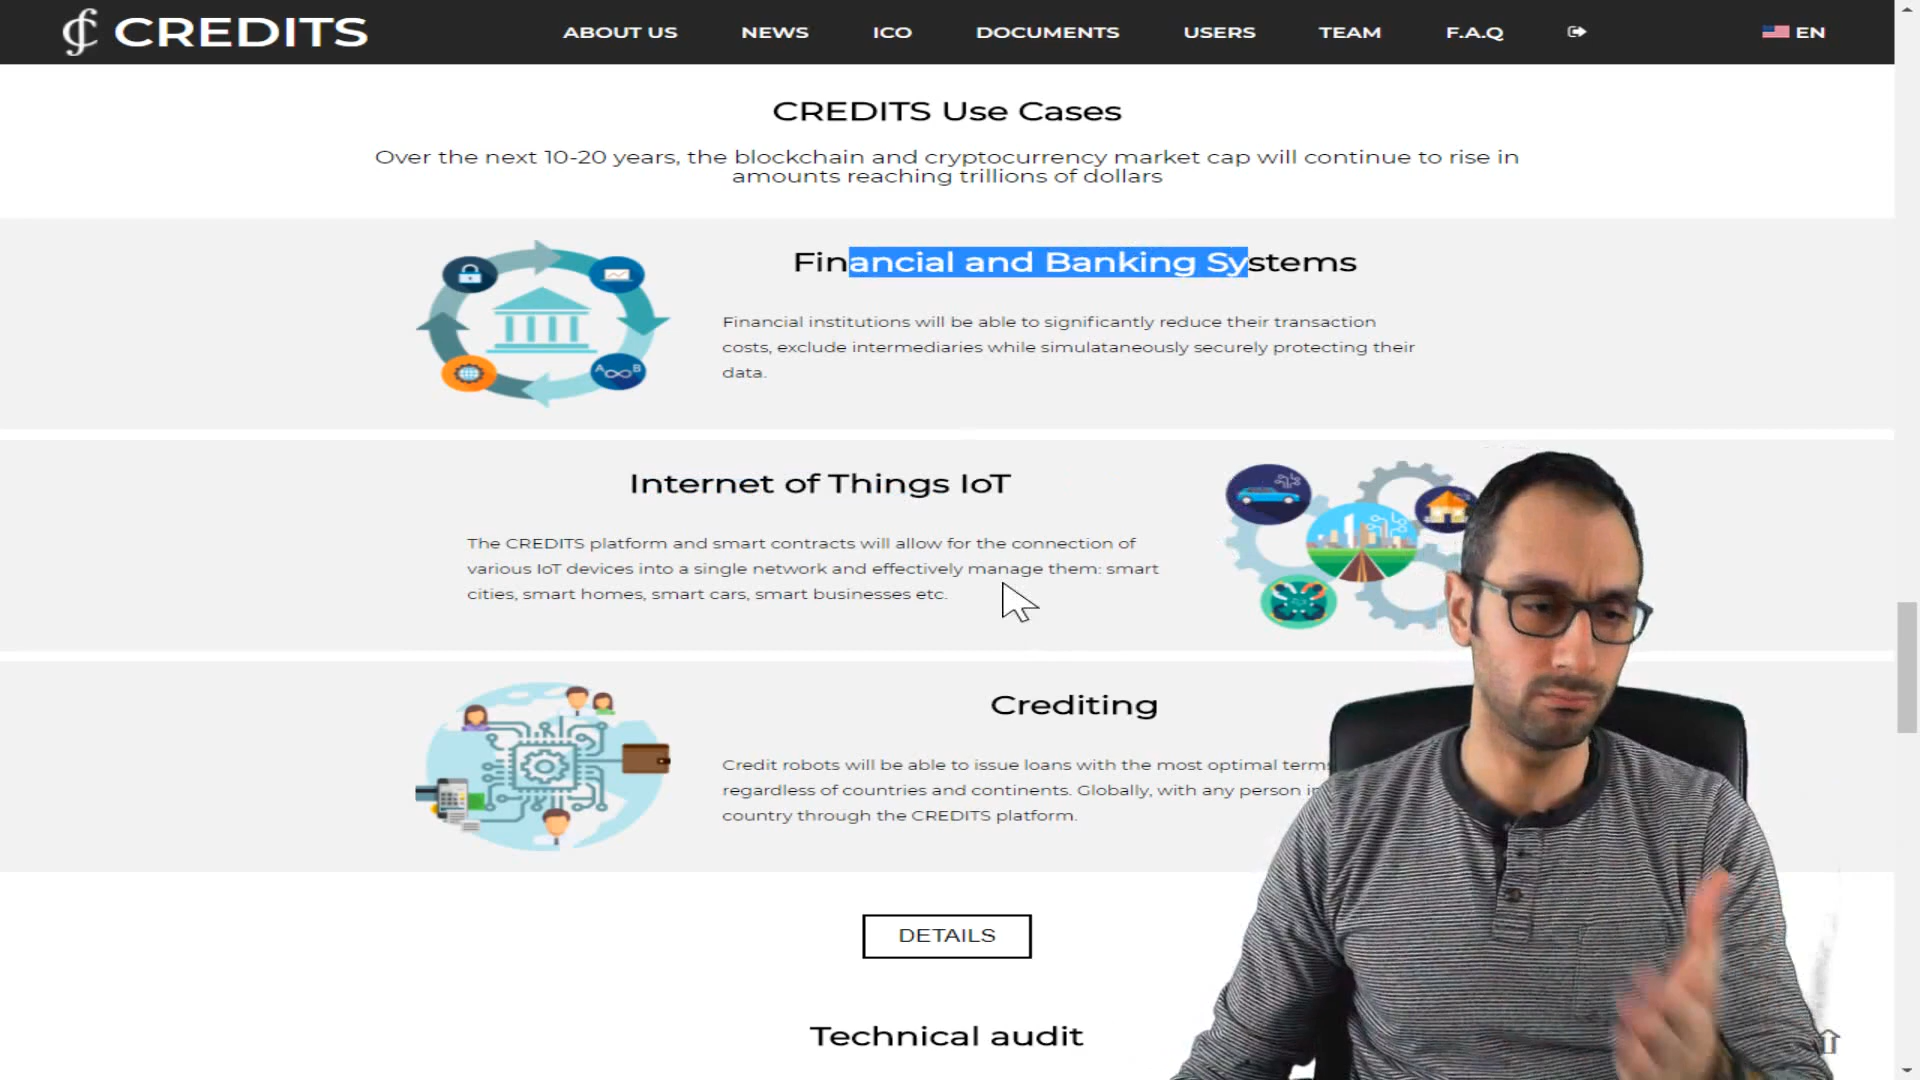 CREDITS
ABOUT US
NEWS
ICO
DOCUMENTS
USERS
TEAM
F.A.Q
EN
CREDITS Use Cases
Over the next 10-20 years, the blockchain and cryptocurrency market cap will continue to rise in
amounts reaching trillions of dollars
Financial and Banking Systems
Financial institutions will be able to significantly reduce their transaction
costs, exclude intermediaries while simulataneously securely protecting their
data.
Internet of Things IoT
The CREDITS platform and smart contracts will allow for the connection of
various IoT devices into a single network and effectively manage them: smart
cities, smart homes, smart cars, smart businesses etc.
Crediting
Credit robots will be able to issue loans with the most optimal terms
regardless of countries and continents. Globally, with any person in
country through the CREDITS platform.
A B
DETAILS
Technical audit